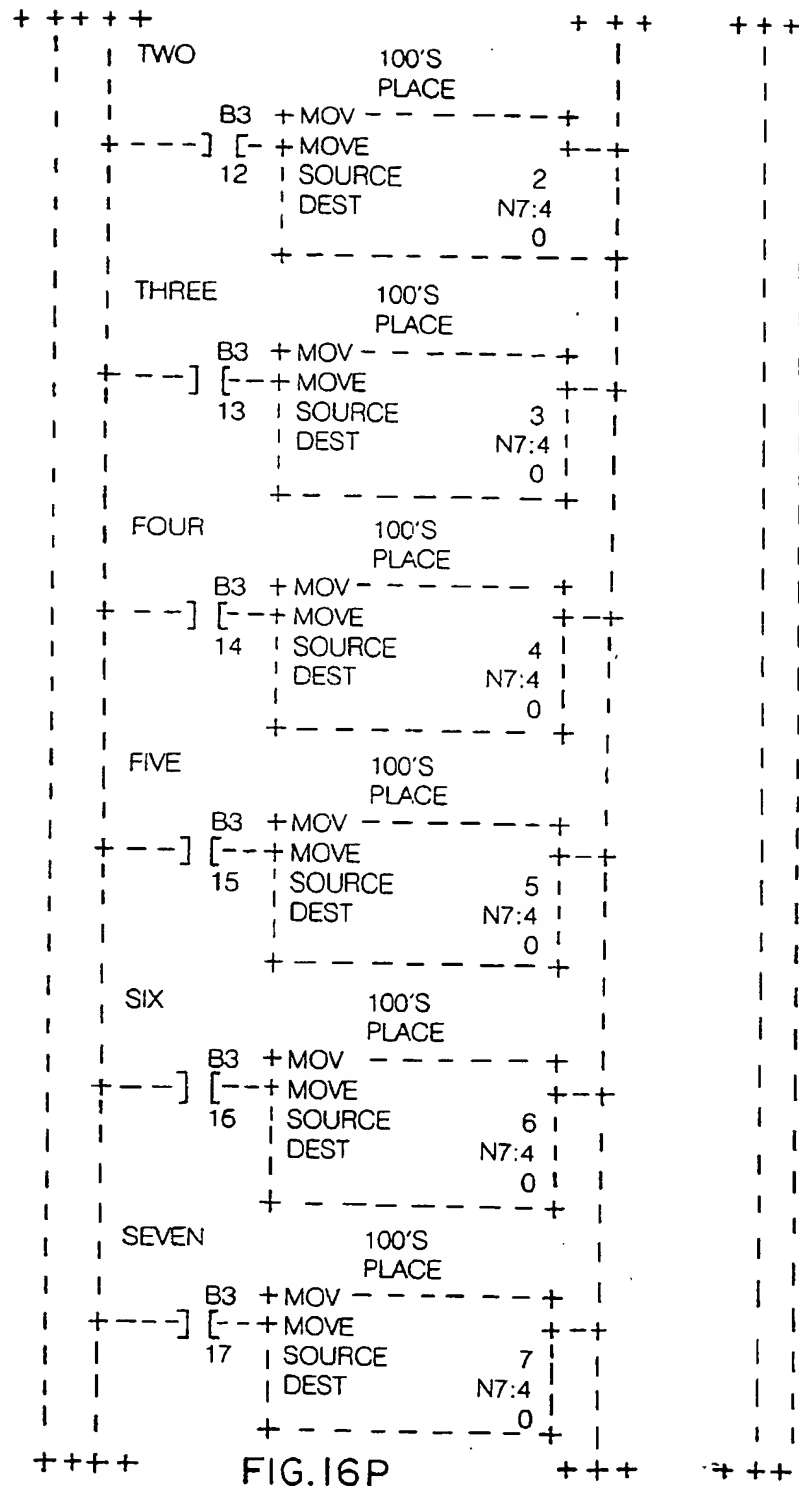 TWO 100'S
PLACE
B3 MOV
] [ MOVE
12 SOURCE 2
DEST N7:4
0
THREE 100'S
PLACE
B3 MOV
] [ MOVE
13 SOURCE 3
DEST N7:4
0
FOUR 100'S
PLACE
B3 MOV
] [ MOVE
14 SOURCE 4
DEST N7:4
0
FIVE 100'S
PLACE
B3 MOV
] [ MOVE
15 SOURCE 5
DEST N7:4
0
SIX 100'S
PLACE
B3 MOV
] [ MOVE
16 SOURCE 6
DEST N7:4
0
SEVEN 100'S
PLACE
B3 MOV
] [ MOVE
17 SOURCE 7
DEST N7:4
0
FIG.16P